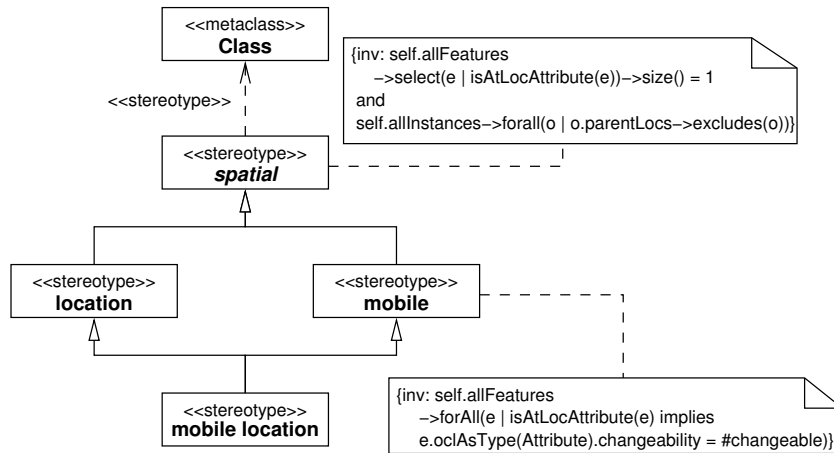 <<metaclass>>
Class
{inv: self.allFeatures
−>select(e | isAtLocAttribute(e))−>size() = 1
and
self.allInstances−>forall(o | o.parentLocs−>excludes(o))}
<<stereotype>>
<<stereotype>>
spatial
<<stereotype>>
location
<<stereotype>>
mobile
<<stereotype>>
mobile location
{inv: self.allFeatures
−>forAll(e | isAtLocAttribute(e) implies
e.oclAsType(Attribute).changeability = #changeable)}